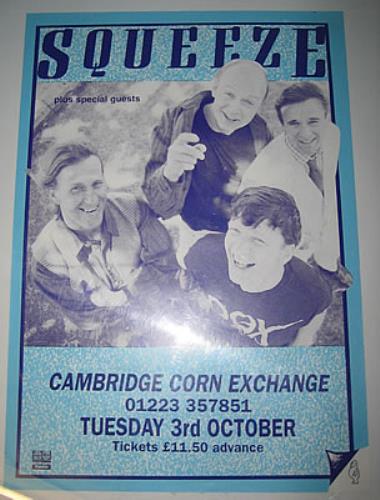 SQUEEZE
plus special guests
CAMBRIDGE CORN EXCHANGE
01223 357851
TUESDAY 3rd OCTOBER
Tickets £11.50 advance